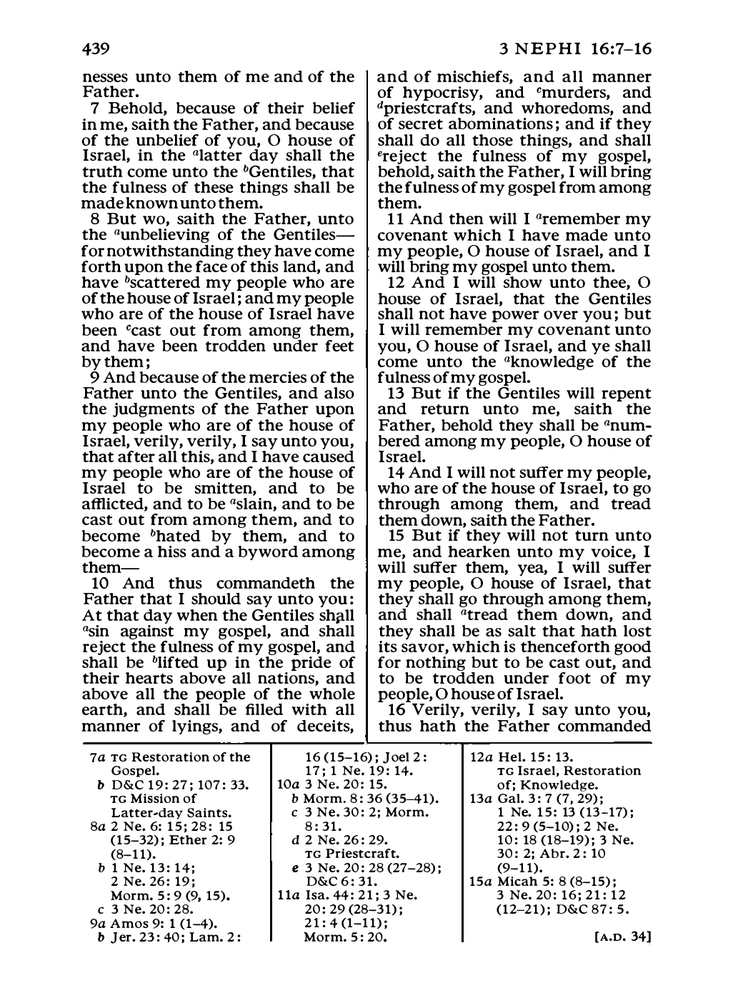 439
3 NEPHI 16:7–16
nesses unto them of me and of the
Father.
7 Behold, because of their belief
in me, saith the Father, and because
of the unbelief of you, O house of
Israel, in the alatter day shall the
truth come unto the bGentiles, that
the fulness of these things shall be
made known unto them.
8 But wo, saith the Father, unto
the aunbelieving of the Gentiles—
for notwithstanding they have come
forth upon the face of this land, and
have bscattered my people who are
of the house of Israel; and my people
who are of the house of Israel have
been ccast out from among them,
and have been trodden under feet
by them;
9 And because of the mercies of the
Father unto the Gentiles, and also
the judgments of the Father upon
my people who are of the house of
Israel, verily, verily, I say unto you,
that after all this, and I have caused
my people who are of the house of
Israel to be smitten, and to be
afflicted, and to be aslain, and to be
cast out from among them, and to
become bhated by them, and to
become a hiss and a byword among
them—
10 And thus commandeth the
Father that I should say unto you:
At that day when the Gentiles shall
asin against my gospel, and shall
reject the fulness of my gospel, and
shall be blifted up in the pride of
their hearts above all nations, and
above all the people of the whole
earth, and shall be filled with all
manner of lyings, and of deceits,
and of mischiefs, and all manner
of hypocrisy, and cmurders, and
dpriestcrafts, and whoredoms, and
of secret abominations; and if they
shall do all those things, and shall
ereject the fulness of my gospel,
behold, saith the Father, I will bring
the fulness of my gospel from among
them.
11 And then will I aremember my
covenant which I have made unto
my people, O house of Israel, and I
will bring my gospel unto them.
12 And I will show unto thee, O
house of Israel, that the Gentiles
shall not have power over you; but
I will remember my covenant unto
you, O house of Israel, and ye shall
come unto the aknowledge of the
fulness of my gospel.
13 But if the Gentiles will repent
and return unto me, saith the
Father, behold they shall be anum-
bered among my people, O house of
Israel.
14 And I will not suffer my people,
who are of the house of Israel, to go
through among them, and tread
them down, saith the Father.
15 But if they will not turn unto
me, and hearken unto my voice, I
will suffer them, yea, I will suffer
my people, O house of Israel, that
they shall go through among them,
and shall atread them down, and
they shall be as salt that hath lost
its savor, which is thenceforth good
for nothing but to be cast out, and
to be trodden under foot of my
people, O house of Israel.
16 Verily, verily, I say unto you,
thus hath the Father commanded
7a TG Restoration of the
Gospel.
b D&C 19: 27; 107: 33.
TG Mission of
Latter-day Saints.
8a 2 Ne. 6: 15; 28: 15
(15–32); Ether 2: 9
(8–11).
b 1 Ne. 13: 14;
2 Ne. 26: 19;
Morm. 5: 9 (9, 15).
c 3 Ne. 20: 28.
9a Amos 9: 1 (1–4).
b Jer. 23: 40; Lam. 2:
16 (15–16); Joel 2:
17; 1 Ne. 19: 14.
10a 3 Ne. 20: 15.
b Morm. 8: 36 (35–41).
c 3 Ne. 30: 2; Morm.
8: 31.
d 2 Ne. 26: 29.
TG Priestcraft.
e 3 Ne. 20: 28 (27–28);
D&C 6: 31.
11a Isa. 44: 21; 3 Ne.
20: 29 (28–31);
21: 4 (1–11);
Morm. 5: 20.
12a Hel. 15: 13.
TG Israel, Restoration
of; Knowledge.
13a Gal. 3: 7 (7, 29);
1 Ne. 15: 13 (13–17);
22: 9 (5–10); 2 Ne.
10: 18 (18–19); 3 Ne.
30: 2; Abr. 2: 10
(9–11).
15a Micah 5: 8 (8–15);
3 Ne. 20: 16; 21: 12
(12–21); D&C 87: 5.
[A.D. 34]